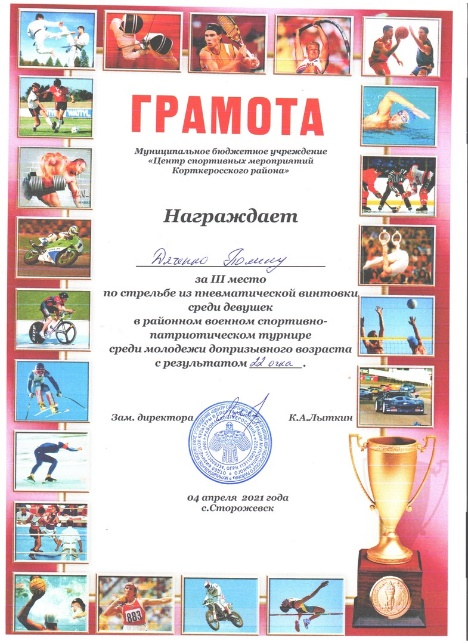 ГРАМОТА
Муниципальное бюджетное учреждение
«Центр спортивных мероприятий
Корткеросского района»
Награждает
Дяченко Полину
за III место
по стрельбе из пневматической винтовки
среди девушек
в районном военном спортивно-
патриотическом турнире
среди молодежи допризывного возраста
с результатом 22 очка.
Зам. директора К.А.Лыткин
04 апреля 2021 года
с.Сторожевск
883